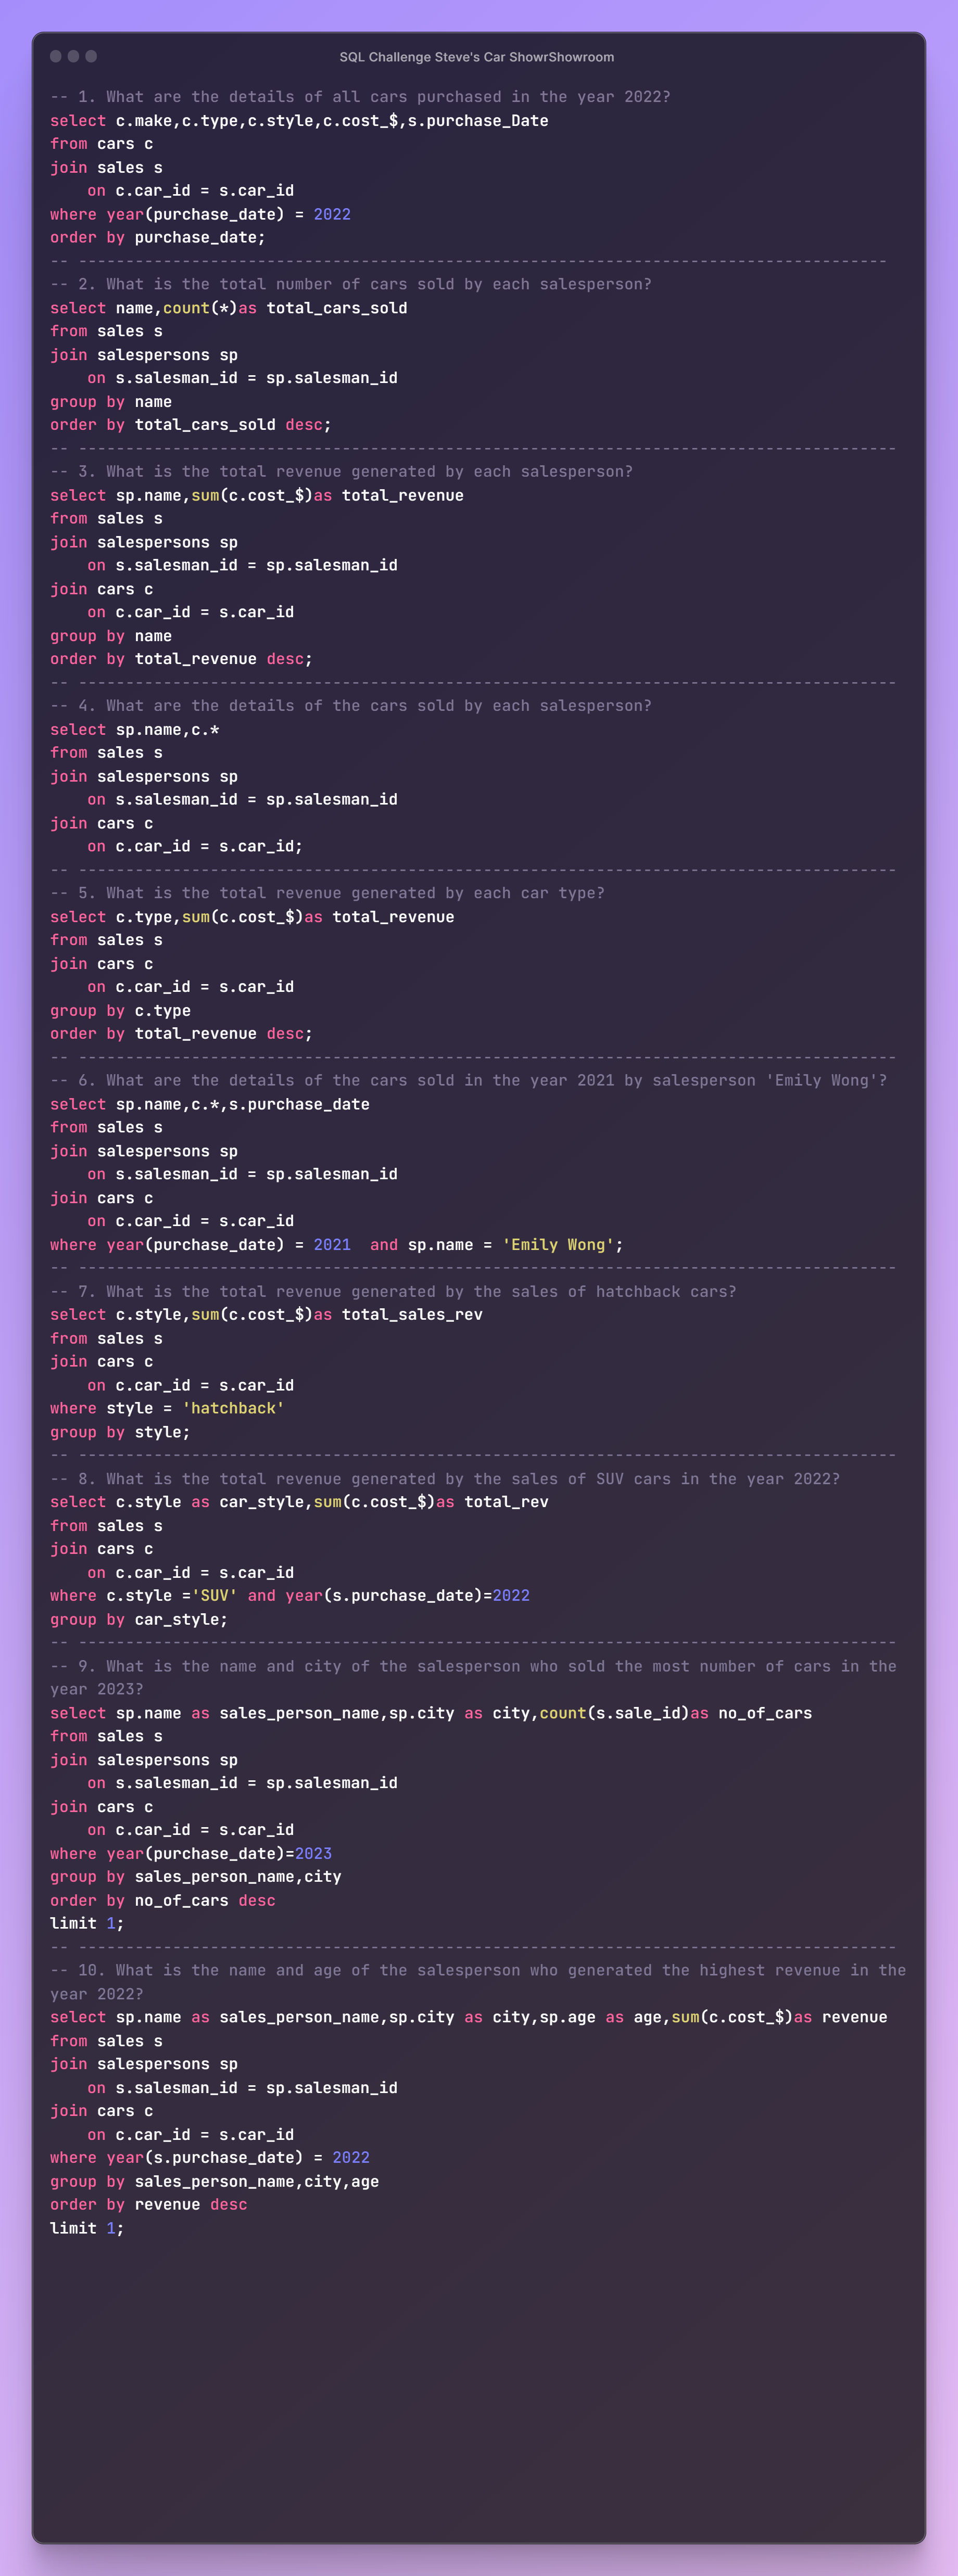 SQL Challenge Steve's Car ShowrShowroom
-- 1. What are the details of all cars purchased in the year 2022?
select c.make,c.type,c.style,c.cost_$,s.purchase_Date
from cars c
join sales s
    on c.car_id = s.car_id
where year(purchase_date) = 2022
order by purchase_date;
-- --------------------------------------------------------------------------------------
-- 2. What is the total number of cars sold by each salesperson?
select name,count(*)as total_cars_sold
from sales s
join salespersons sp
    on s.salesman_id = sp.salesman_id
group by name
order by total_cars_sold desc;
-- ---------------------------------------------------------------------------------------
-- 3. What is the total revenue generated by each salesperson?
select sp.name,sum(c.cost_$)as total_revenue
from sales s
join salespersons sp
    on s.salesman_id = sp.salesman_id
join cars c
    on c.car_id = s.car_id
group by name
order by total_revenue desc;
-- ---------------------------------------------------------------------------------------
-- 4. What are the details of the cars sold by each salesperson?
select sp.name,c.*
from sales s
join salespersons sp
    on s.salesman_id = sp.salesman_id
join cars c
    on c.car_id = s.car_id;
-- ---------------------------------------------------------------------------------------
-- 5. What is the total revenue generated by each car type?
select c.type,sum(c.cost_$)as total_revenue
from sales s
join cars c
    on c.car_id = s.car_id
group by c.type
order by total_revenue desc;
-- ---------------------------------------------------------------------------------------
-- 6. What are the details of the cars sold in the year 2021 by salesperson 'Emily Wong'?
select sp.name,c.*,s.purchase_date
from sales s
join salespersons sp
    on s.salesman_id = sp.salesman_id
join cars c
    on c.car_id = s.car_id
where year(purchase_date) = 2021  and sp.name = 'Emily Wong';
-- ---------------------------------------------------------------------------------------
-- 7. What is the total revenue generated by the sales of hatchback cars?
select c.style,sum(c.cost_$)as total_sales_rev
from sales s
join cars c
    on c.car_id = s.car_id
where style = 'hatchback'
group by style;
-- ---------------------------------------------------------------------------------------
-- 8. What is the total revenue generated by the sales of SUV cars in the year 2022?
select c.style as car_style,sum(c.cost_$)as total_rev
from sales s
join cars c
    on c.car_id = s.car_id
where c.style ='SUV' and year(s.purchase_date)=2022
group by car_style;
-- ---------------------------------------------------------------------------------------
-- 9. What is the name and city of the salesperson who sold the most number of cars in the
year 2023?
select sp.name as sales_person_name,sp.city as city,count(s.sale_id)as no_of_cars
from sales s
join salespersons sp
    on s.salesman_id = sp.salesman_id
join cars c
    on c.car_id = s.car_id
where year(purchase_date)=2023
group by sales_person_name,city
order by no_of_cars desc
limit 1;
-- ---------------------------------------------------------------------------------------
-- 10. What is the name and age of the salesperson who generated the highest revenue in the
year 2022?
select sp.name as sales_person_name,sp.city as city,sp.age as age,sum(c.cost_$)as revenue
from sales s
join salespersons sp
    on s.salesman_id = sp.salesman_id
join cars c
    on c.car_id = s.car_id
where year(s.purchase_date) = 2022
group by sales_person_name,city,age
order by revenue desc
limit 1;